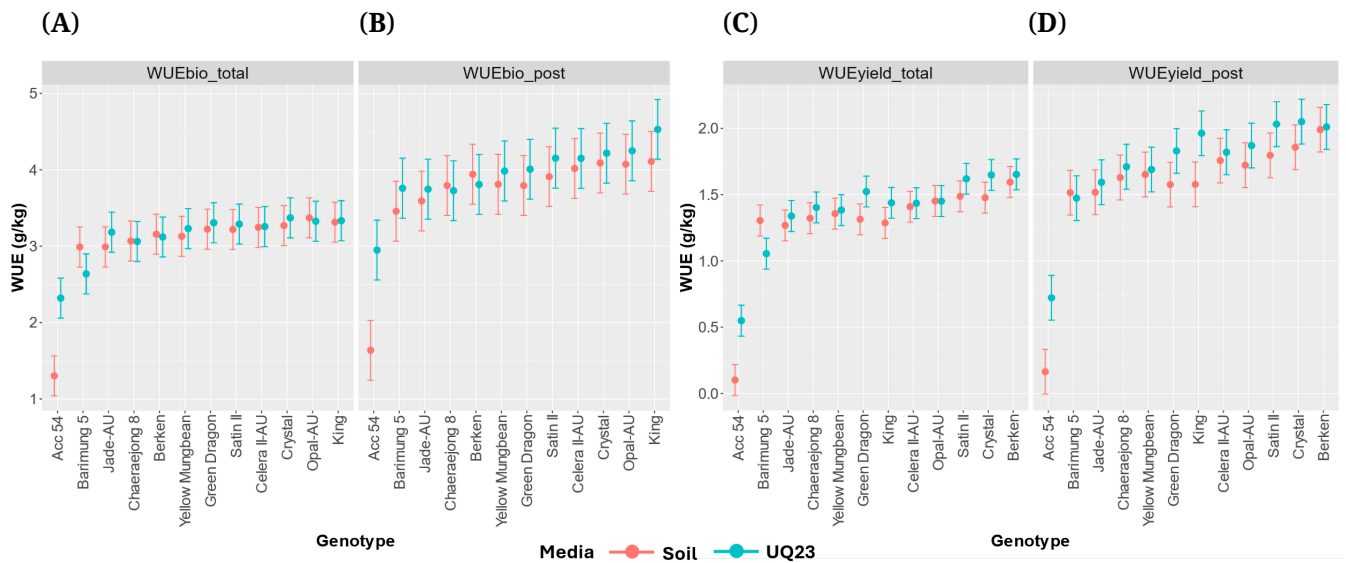 (A) (B) (C) (D)
WUEbio_total WUEbio_post WUEyield_total WUEyield_post
WUE (g/kg)
5
4
3
2
1
WUE (g/kg)
2.0
1.5
1.0
0.5
0.0
Acc 54
Barimung 5
Jade-AU
Chaeraejong 8
Berken
Yellow Mungbean
Green Dragon
Satin II
Celera II-AU
Crystal
Opal-AU
King
Acc 54
Barimung 5
Jade-AU
Chaeraejong 8
Berken
Yellow Mungbean
Green Dragon
Satin II
Celera II-AU
Crystal
Opal-AU
King
Acc 54
Barimung 5
Jade-AU
Chaeraejong 8
Yellow Mungbean
Green Dragon
King
Celera II-AU
Opal-AU
Satin II
Crystal
Berken
Acc 54
Barimung 5
Jade-AU
Chaeraejong 8
Yellow Mungbean
Green Dragon
King
Celera II-AU
Opal-AU
Satin II
Crystal
Berken
Genotype
Genotype
Media Soil UQ23